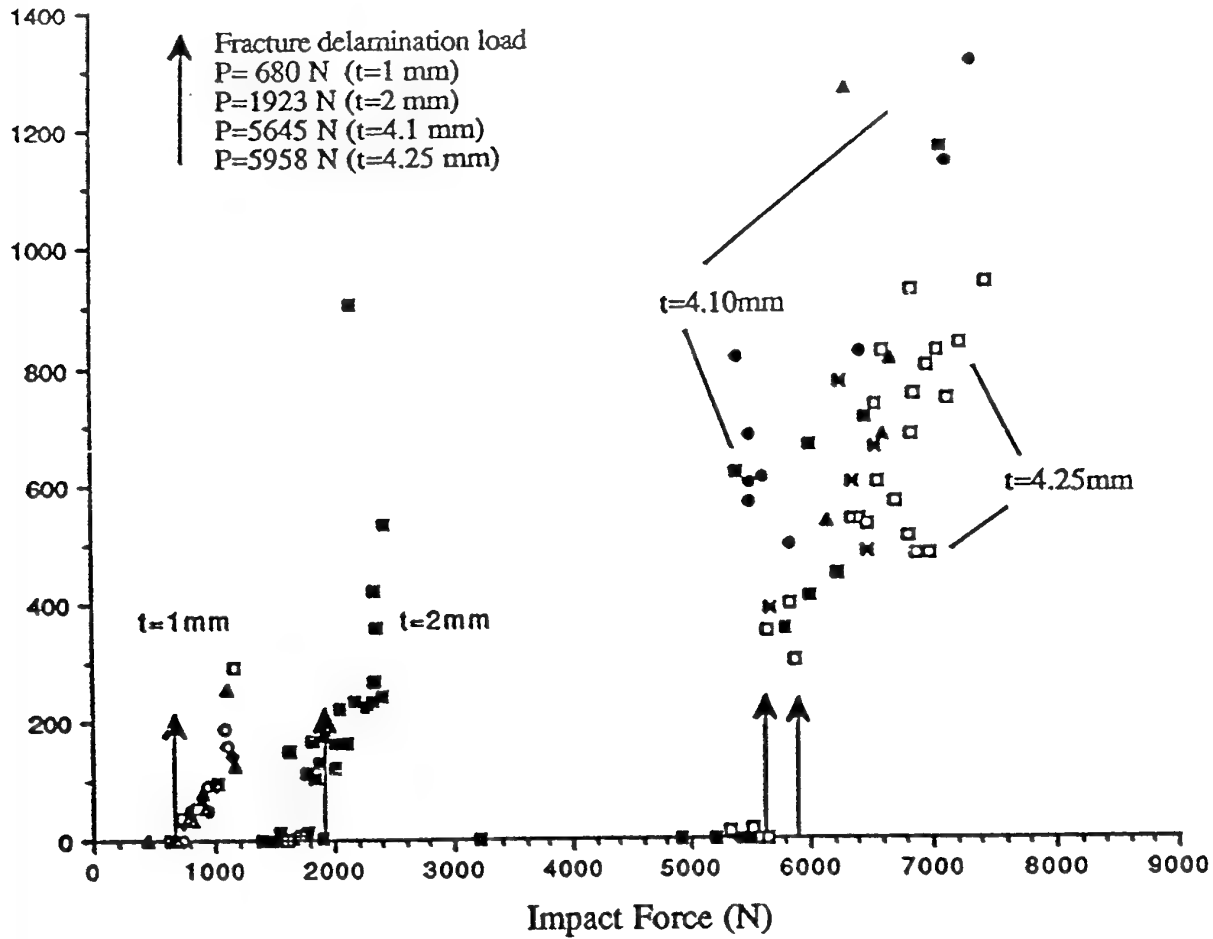 1400
1200
1000
800
600
400
200
0
Fracture delamination load
P= 680 N (t=1 mm)
P=1923 N (t=2 mm)
P=5645 N (t=4.1 mm)
P=5958 N (t=4.25 mm)
t=4.10mm
t=4.25mm
t=1mm
t=2mm
0 1000 2000 3000 4000 5000 6000 7000 8000 9000
Impact Force (N)